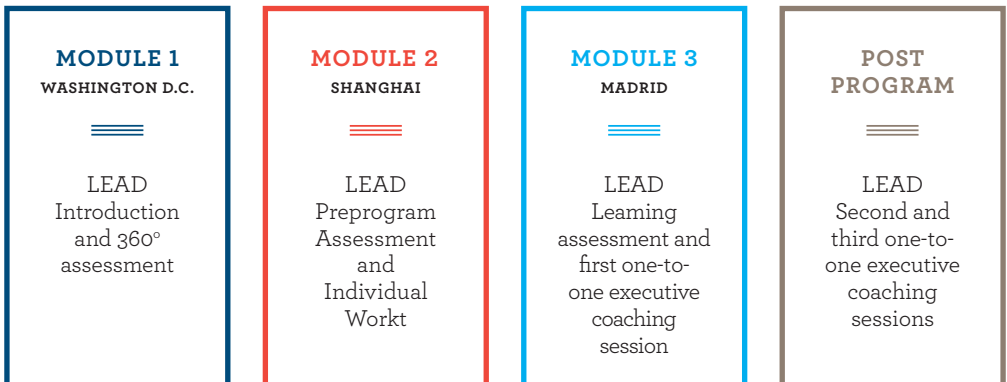 MODULE 1
WASHINGTON D.C.
LEAD
Introduction
and 360°
assessment
MODULE 2
SHANGHAI
LEAD
Preprogram
Assessment
and
Individual
Workt
MODULE 3
MADRID
LEAD
Leaming
assessment and
first one-to-
one executive
coaching
session
POST
PROGRAM
LEAD
Second and
third one-to-
one executive
coaching
sessions